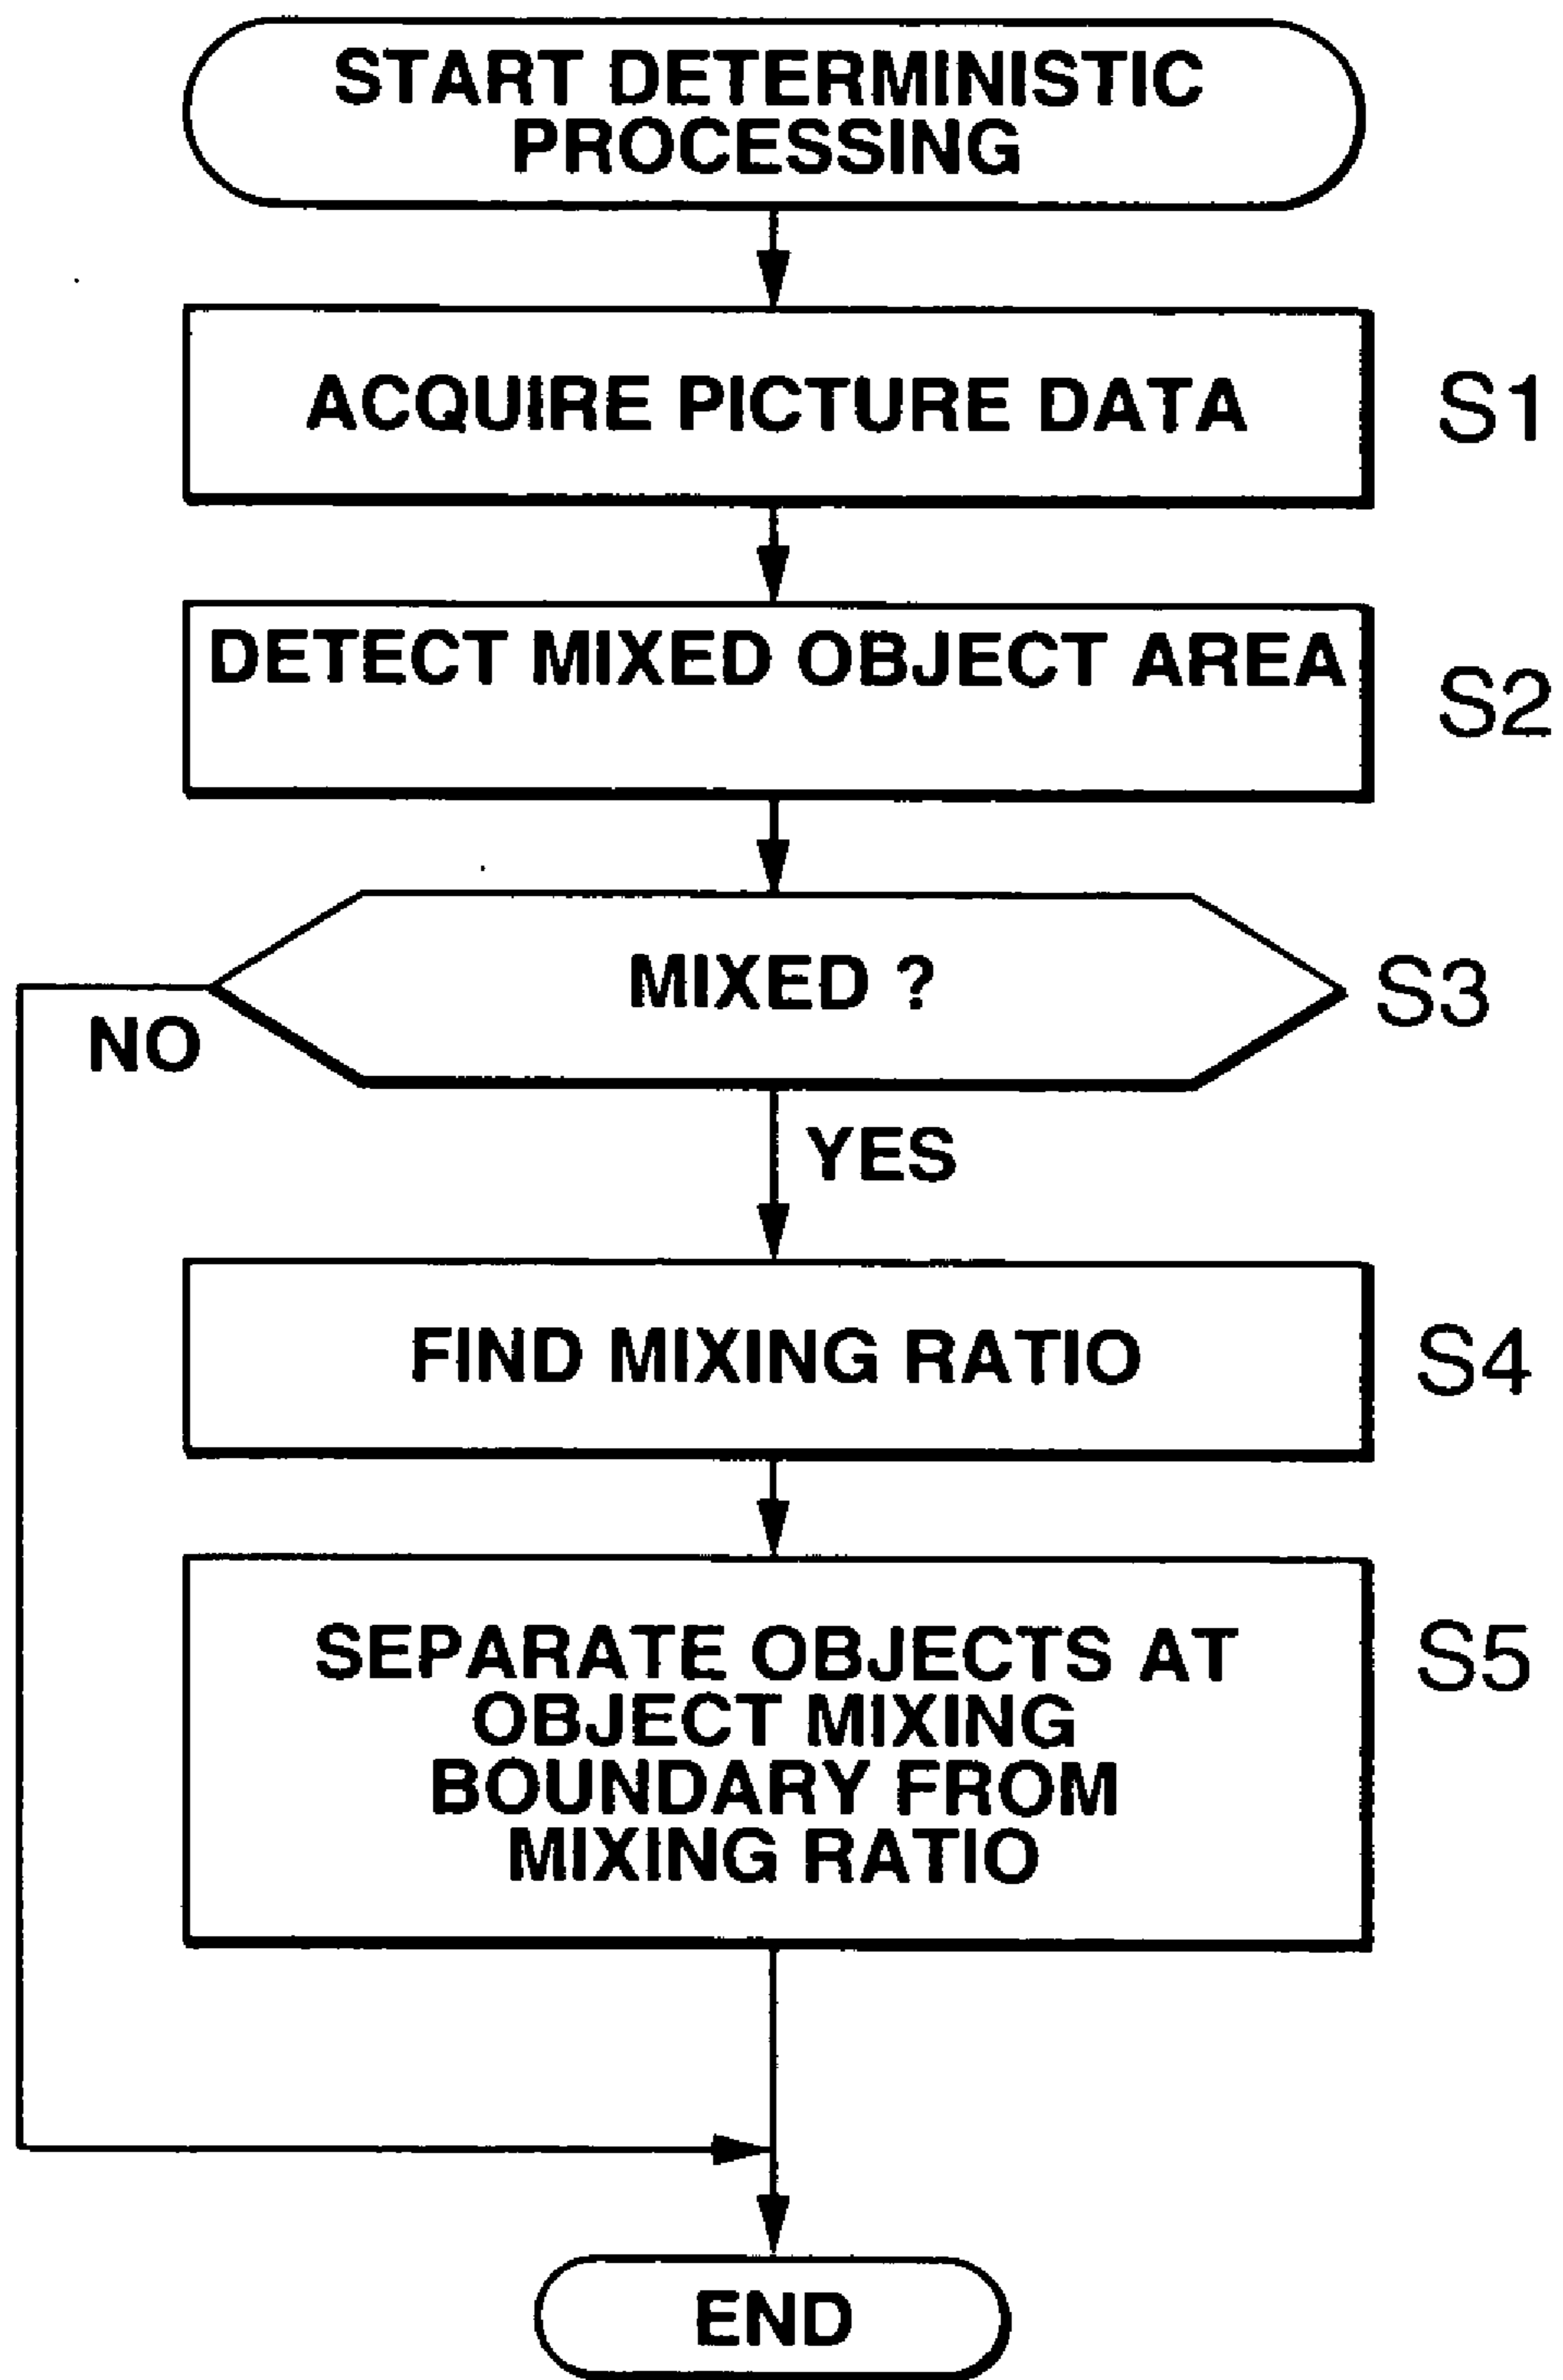 START DETERMINISTIC
PROCESSING
ACQUIRE PICTURE DATA
S1
DETECT MIXED OBJECT AREA
S2
MIXED ?
S3
NO
YES
FIND MIXING RATIO
S4
SEPARATE OBJECTS AT
OBJECT MIXING
BOUNDARY FROM
MIXING RATIO
S5
END